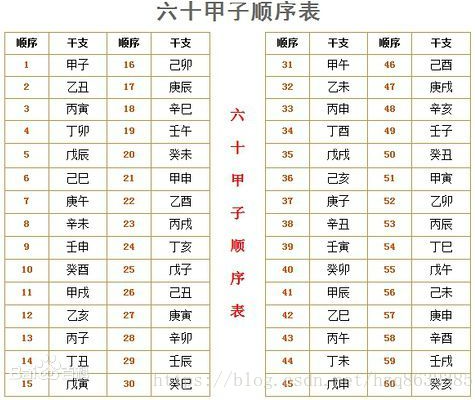 六十甲子顺序表
顺序 干支 顺序 干支
1 甲子 16 己卯
2 乙丑 17 庚辰
3 丙寅 18 辛巳
4 丁卯 19 壬午
5 戊辰 20 癸未
6 己巳 21 甲申
7 庚午 22 乙酉
8 辛未 23 丙戌
9 壬申 24 丁亥
10 癸酉 25 戊子
11 甲戌 26 己丑
12 乙亥 27 庚寅
13 丙子 28 辛卯
14 丁丑 29 壬辰
15 戊寅 30 癸巳
六十甲子顺序表
顺序 干支 顺序 干支
31 甲午 46 己酉
32 乙未 47 庚戌
33 丙申 48 辛亥
34 丁酉 49 壬子
35 戊戌 50 癸丑
36 己亥 51 甲寅
37 庚子 52 乙卯
38 辛丑 53 丙辰
39 壬寅 54 丁巳
40 癸卯 55 戊午
41 甲辰 56 己未
42 乙巳 57 庚申
43 丙午 58 辛酉
44 丁未 59 壬戌
45 戊申 60 癸亥